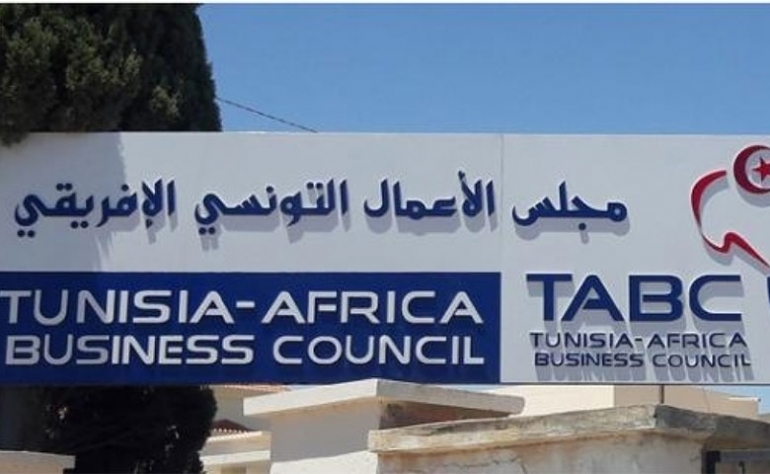 مجلس الأعمال التونسي الإفريقي
TUNISIA-AFRICA
BUSINESS COUNCIL
TABC
TUNISIA-AFRICA
BUSINESS COUNCIL